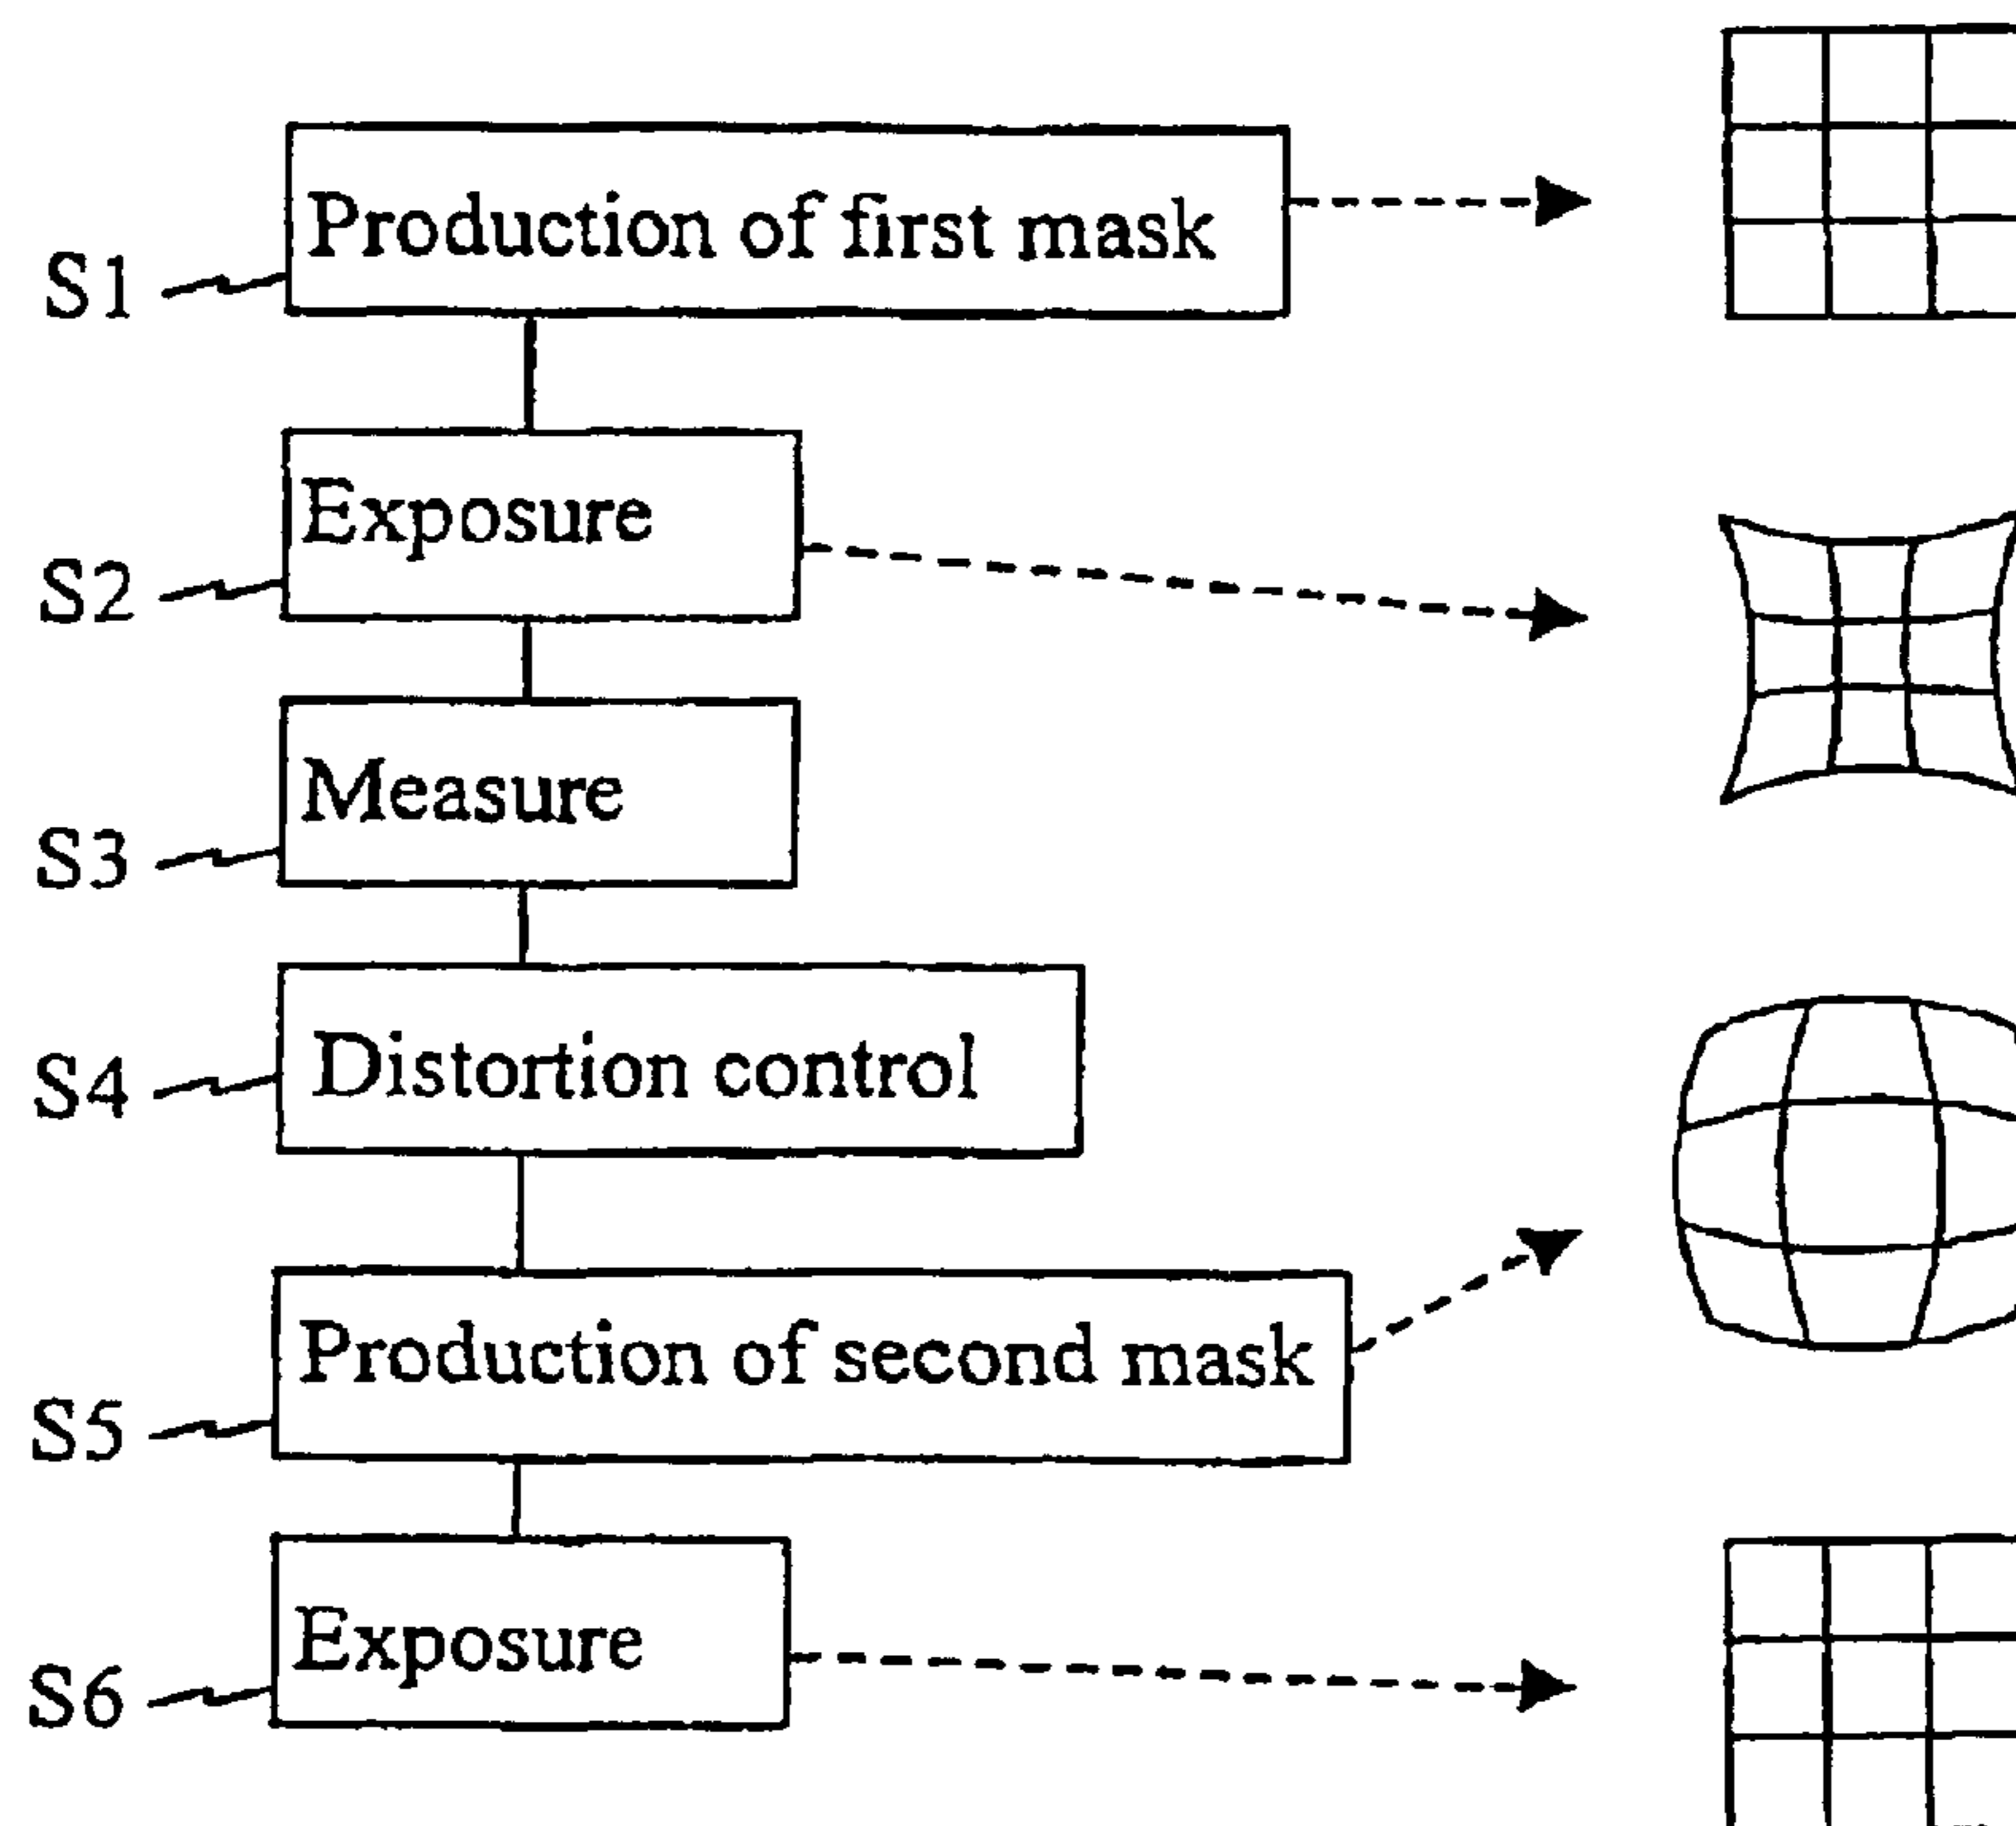 Production of first mask
S1
Exposure
S2
Measure
S3
Distortion control
S4
Production of second mask
S5
Exposure
S6